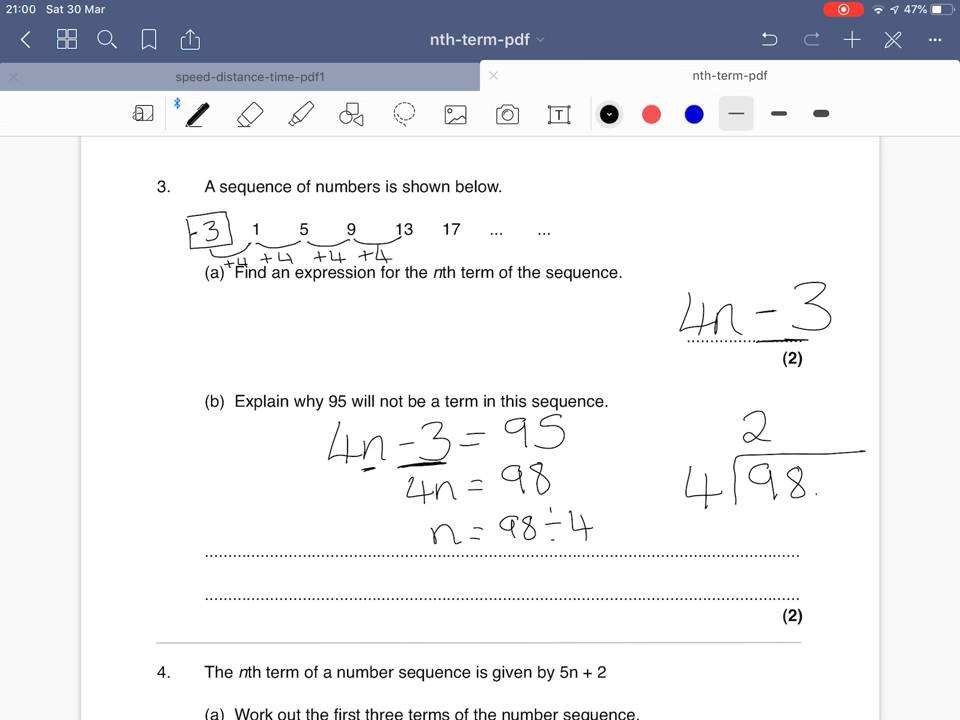 21:00 Sat 30 Mar 47%
nth-term-pdf
speed-distance-time-pdf1 nth-term-pdf
3. A sequence of numbers is shown below.
-3 1 5 9 13 17 ... ...
+4 +4 +4 +4
(a) Find an expression for the nth term of the sequence.
4n - 3
(2)
(b) Explain why 95 will not be a term in this sequence.
4n - 3 = 95
4n = 98
n = 98 ÷ 4
2
4 98.
(2)
4. The nth term of a number sequence is given by 5n + 2
(a) Work out the first three terms of the number sequence.